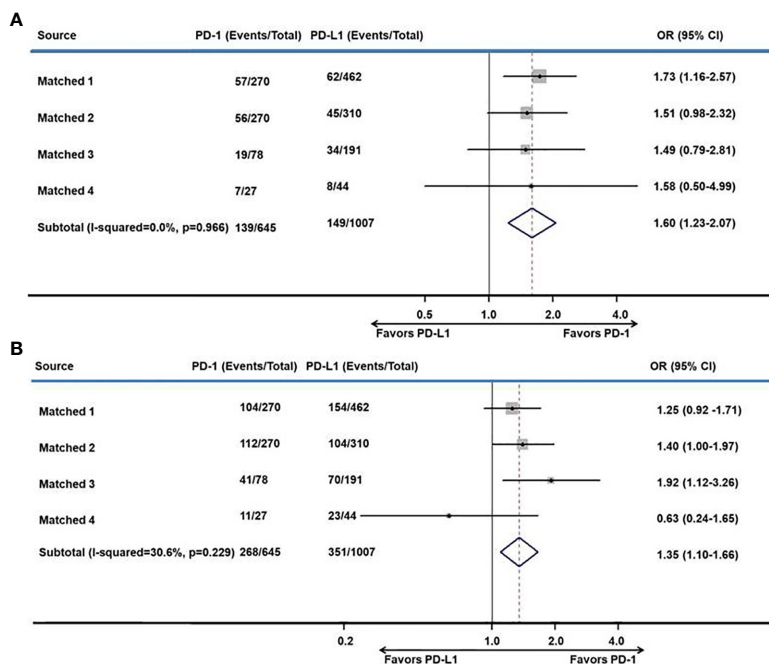 A
Source PD-1 (Events/Total) PD-L1 (Events/Total) OR (95% CI)
Matched 1 57/270 62/462 1.73 (1.16-2.57)
Matched 2 56/270 45/310 1.51 (0.98-2.32)
Matched 3 19/78 34/191 1.49 (0.79-2.81)
Matched 4 7/27 8/44 1.58 (0.50-4.99)
Subtotal (I-squared=0.0%, p=0.966) 139/645 149/1007 1.60 (1.23-2.07)
0.5 1.0 2.0 4.0
Favors PD-L1 Favors PD-1
B
Source PD-1 (Events/Total) PD-L1 (Events/Total) OR (95% CI)
Matched 1 104/270 154/462 1.25 (0.92 -1.71)
Matched 2 112/270 104/310 1.40 (1.00-1.97)
Matched 3 41/78 70/191 1.92 (1.12-3.26)
Matched 4 11/27 23/44 0.63 (0.24-1.65)
Subtotal (I-squared=30.6%, p=0.229) 268/645 351/1007 1.35 (1.10-1.66)
0.2 1.0 2.0 4.0
Favors PD-L1 Favors PD-1